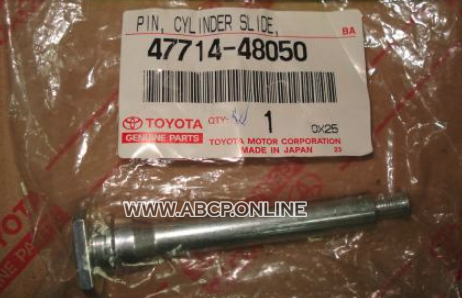 PIN, CYLINDER SLIDE,
BA
47714-48050
TOYOTA
GENUINE PARTS
QTY. 1
0X25
TOYOTA MOTOR CORPORATION
MADE IN JAPAN 23
WWW.ABCP.ONLINE